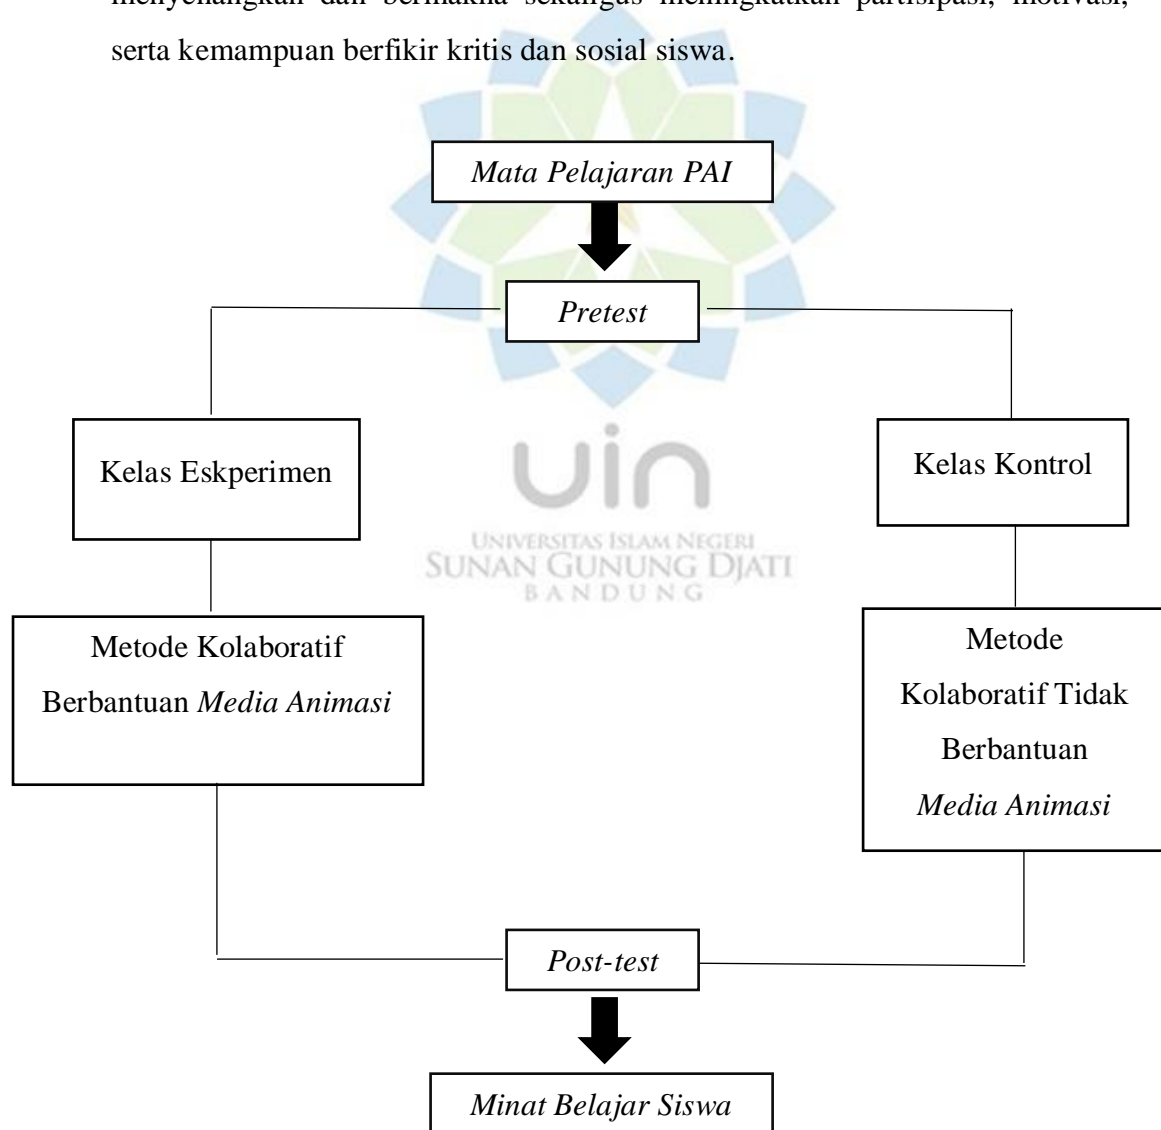 menyenangkan dan bermakna sekaligus meningkatkan partisipasi, motivasi,
serta kemampuan berfikir kritis dan sosial siswa.
Mata Pelajaran PAI
Pretest
Kelas Eskperimen
Kelas Kontrol
uin
UNIVERSITAS ISLAM NEGERI
SUNAN GUNUNG DJATI
BANDUNG
Metode Kolaboratif
Berbantuan Media Animasi
Metode
Kolaboratif Tidak
Berbantuan
Media Animasi
Post-test
Minat Belajar Siswa